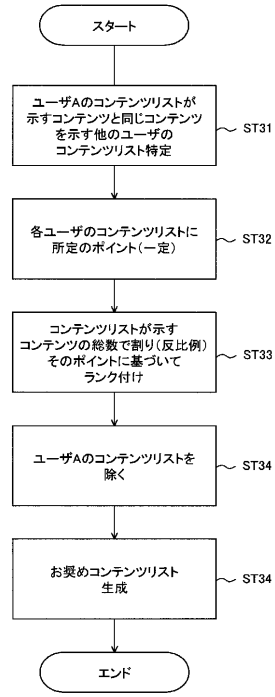 スタート
ユーザAのコンテンツリストが
示すコンテンツと同じコンテンツ
を示す他のユーザの
コンテンツリスト特定
ST31
各ユーザのコンテンツリストに
所定のポイント(一定)
ST32
コンテンツリストが示す
コンテンツの総数で割り(反比例)
そのポイントに基づいて
ランク付け
ST33
ユーザAのコンテンツリストを
除く
ST34
お奨めコンテンツリスト
生成
ST34
エンド